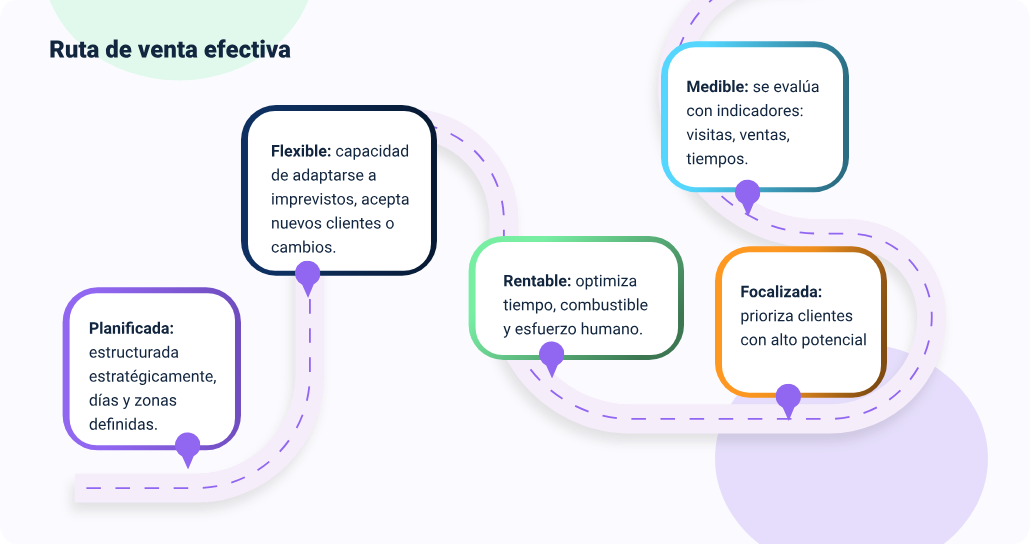 Ruta de venta efectiva
Planificada:
estructurada
estratégicamente,
días y zonas
definidas.
Flexible: capacidad
de adaptarse a
imprevistos, acepta
nuevos clientes o
cambios.
Rentable: optimiza
tiempo, combustible
y esfuerzo humano.
Focalizada:
prioriza clientes
con alto potencial
Medible: se evalúa
con indicadores:
visitas, ventas,
tiempos.